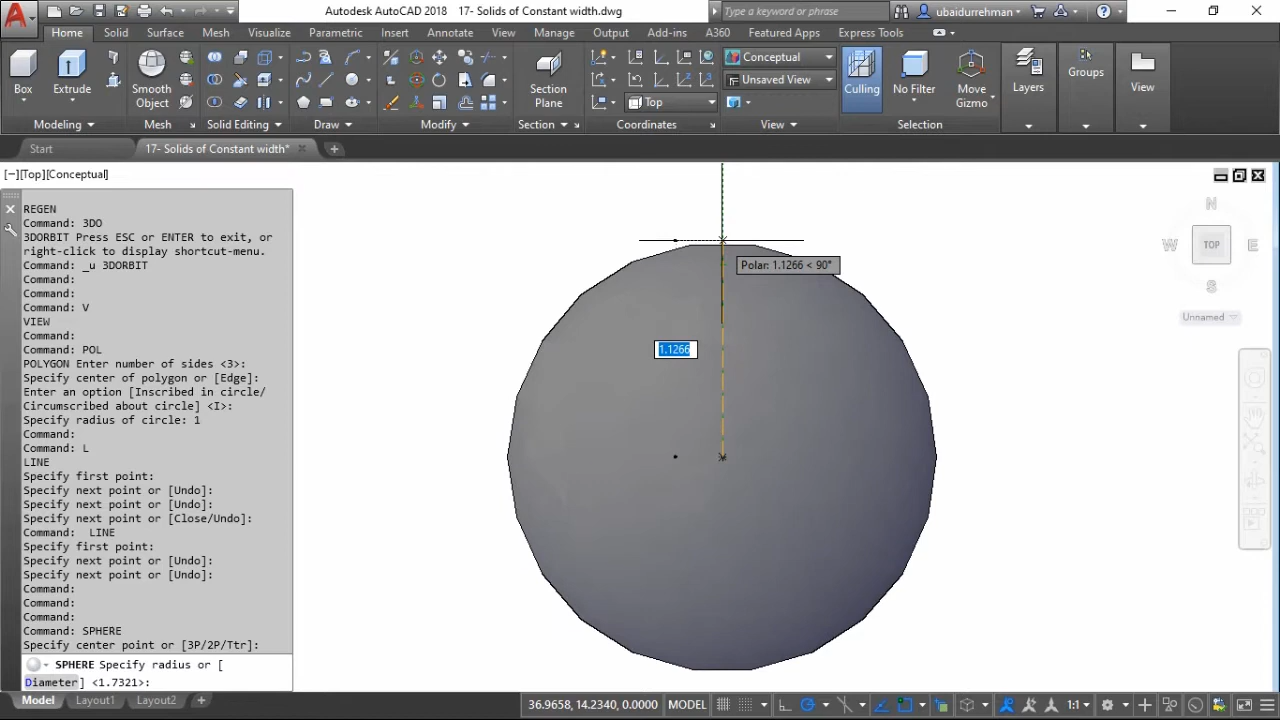 A
Autodesk AutoCAD 2018 17- Solids of Constant width.dwg
Type a keyword or phrase
ubaidurrehman
Home Solid Surface Mesh Visualize Parametric Insert Annotate View Manage Output Add-ins A360 Featured Apps Express Tools
Box
Extrude
Smooth
Object
Section
Plane
Conceptual
Unsaved View
Top
Culling
No Filter
Move
Gizmo
Layers
Groups
View
Modeling Mesh Solid Editing Draw Modify Section Coordinates View Selection
Start 17- Solids of Constant width*
[−][Top][Conceptual]
REGEN
Command: 3DO
3DORBIT Press ESC or ENTER to exit, or
right-click to display shortcut-menu.
Command: _u 3DORBIT
Command:
Command:
Command: V
VIEW
Command:
Command: POL
POLYGON Enter number of sides <3>:
Specify center of polygon or [Edge]:
Enter an option [Inscribed in circle/
Circumscribed about circle] <I>:
Specify radius of circle: 1
Command:
Command: L
LINE
Specify first point:
Specify next point or [Undo]:
Specify next point or [Undo]:
Specify next point or [Close/Undo]:
Command:  LINE
Specify first point:
Specify next point or [Undo]:
Specify next point or [Undo]:
Command:
Command:
Command:
Command: SPHERE
Specify center point or [3P/2P/Ttr]:
SPHERE Specify radius or [
Diameter] <1.7321>:
Polar: 1.1266 < 90°
1.1266
N
W TOP E
S
Unnamed
Model Layout1 Layout2
36.9658, 14.2340, 0.0000 MODEL 1:1